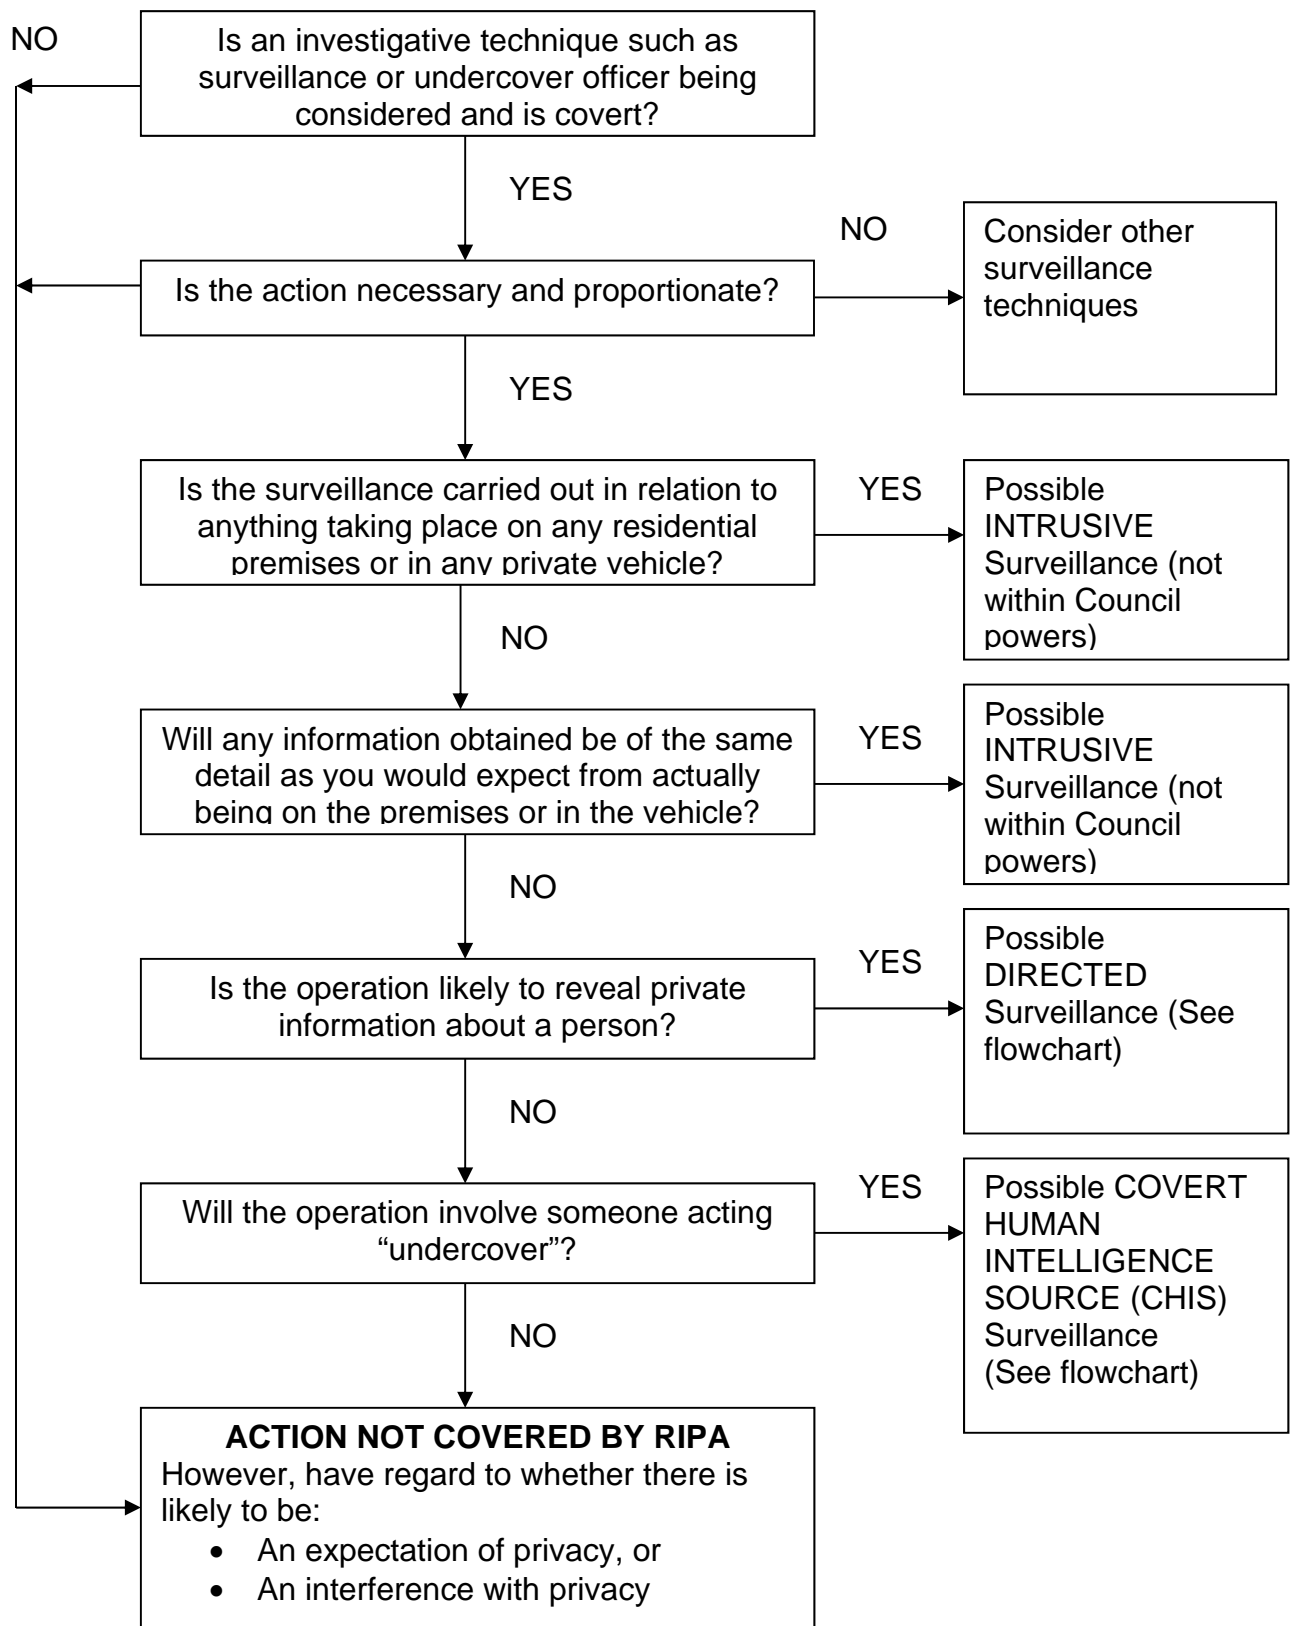 NO
Is an investigative technique such as
surveillance or undercover officer being
considered and is covert?
YES
NO
Is the action necessary and proportionate?
Consider other
surveillance
techniques
YES
Is the surveillance carried out in relation to
anything taking place on any residential
premises or in any private vehicle?
YES
Possible
INTRUSIVE
Surveillance (not
within Council
powers)
NO
Will any information obtained be of the same
detail as you would expect from actually
being on the premises or in the vehicle?
YES
Possible
INTRUSIVE
Surveillance (not
within Council
powers)
NO
Is the operation likely to reveal private
information about a person?
YES
Possible
DIRECTED
Surveillance (See
flowchart)
NO
Will the operation involve someone acting
“undercover”?
YES
Possible COVERT
HUMAN
INTELLIGENCE
SOURCE (CHIS)
Surveillance
(See flowchart)
NO
ACTION NOT COVERED BY RIPA
However, have regard to whether there is
likely to be:
• An expectation of privacy, or
• An interference with privacy